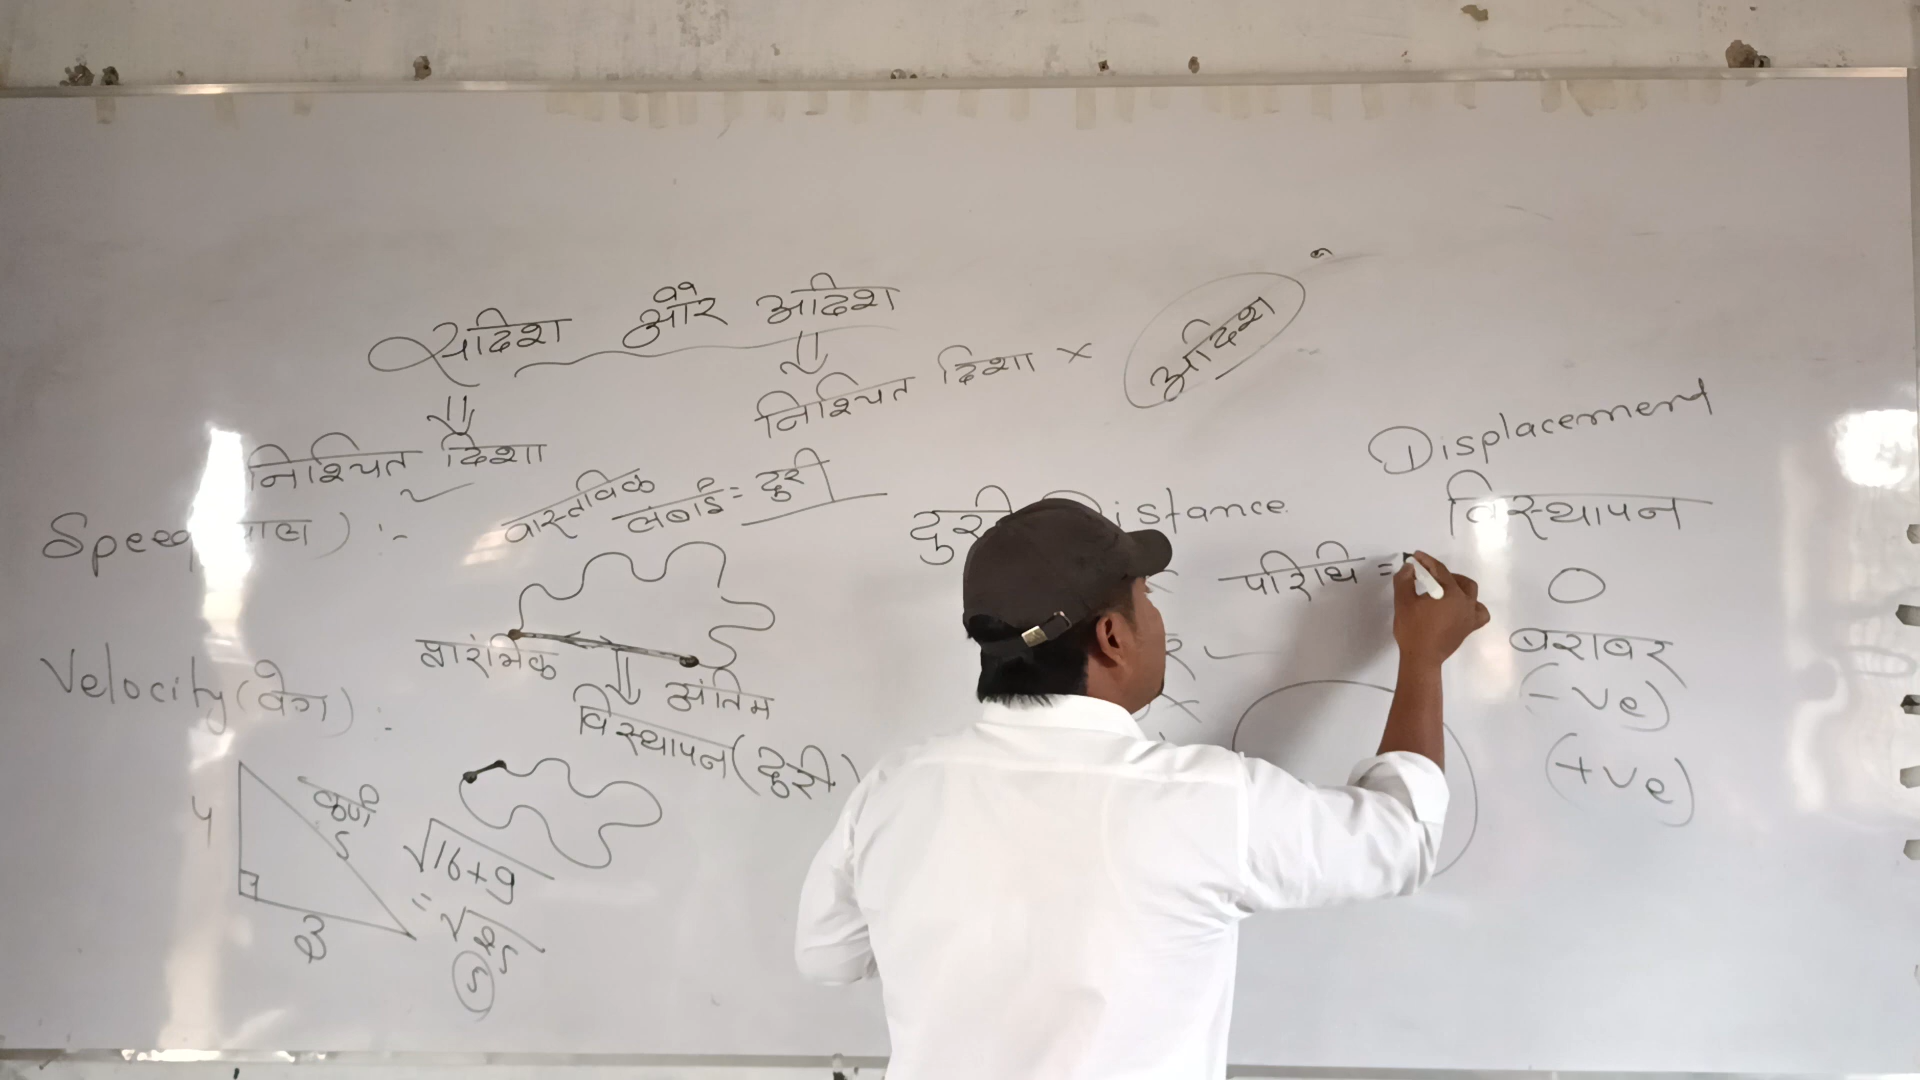 सदिश और अदिश
निश्चित दिशा
निश्चित दिशा ×
अदिश
Speed
:-
वास्तविक
लंबाई = दुरी
प्रारंभिक
अंतिम
विस्थापन (दुरी)
Velocity (वेग) :-
4
कर्ण
5
3
√16+9
"
√25
5
दुरी Distance
परिधि =
Displacement
विस्थापन
0
बराबर
(-ve)
(+ve)